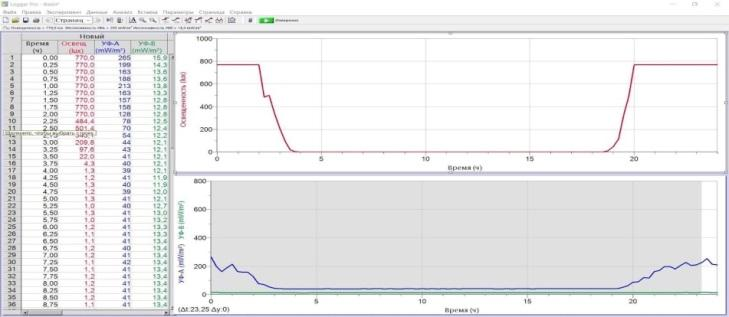 Logger Pro - Книги*
Файл Правка Эксперимент Данные Анализ Вставка Параметры Страница Справка
Страница
Новый
Время (ч) Освещ. (lux) УФ-А (mW/m²) УФ-В (mW/m²)
1 0,00 770,0 265 15,9
2 0,25 770,0 199 14,3
3 0,50 770,0 163 13,6
4 0,75 770,0 188 13,6
5 1,00 770,0 213 13,8
6 1,25 770,0 163 13,3
7 1,50 770,0 157 12,8
8 1,75 770,0 158 12,8
9 2,00 770,0 128 12,8
10 2,25 484,4 78 12,5
11 2,50 501,4 70 12,4
54 12,2
13 3,00 209,8 44 12,1
14 3,25 97,6 43 12,1
15 3,50 22,0 41 12,1
16 3,75 4,3 40 12,1
17 4,00 1,3 39 12,1
18 4,25 1,2 41 11,9
19 4,50 1,3 40 11,9
20 4,75 1,2 39 12,0
21 5,00 1,3 41 12,1
22 5,25 1,0 40 12,7
23 5,50 1,3 41 13,0
24 5,75 1,0 41 13,2
25 6,00 1,2 41 13,3
26 6,25 1,2 41 13,4
27 6,50 1,1 41 13,4
28 6,75 1,2 40 13,4
29 7,00 1,2 41 13,4
30 7,25 1,1 42 13,4
31 7,50 1,1 41 13,4
32 7,75 1,2 41 13,4
33 8,00 1,2 41 13,4
34 8,25 1,2 41 13,4
35 8,50 1,2 41 13,4
36 8,75 1,1 41 13,4
Освещенность (lux)
1000
800
600
400
200
0
0 5 10 15 20
Время (ч)
УФ-А (mW/m²) УФ-В (mW/m²)
800
600
400
200
0
0 5 10 15 20
Время (ч)
(Δt:23,25 Δy:0)